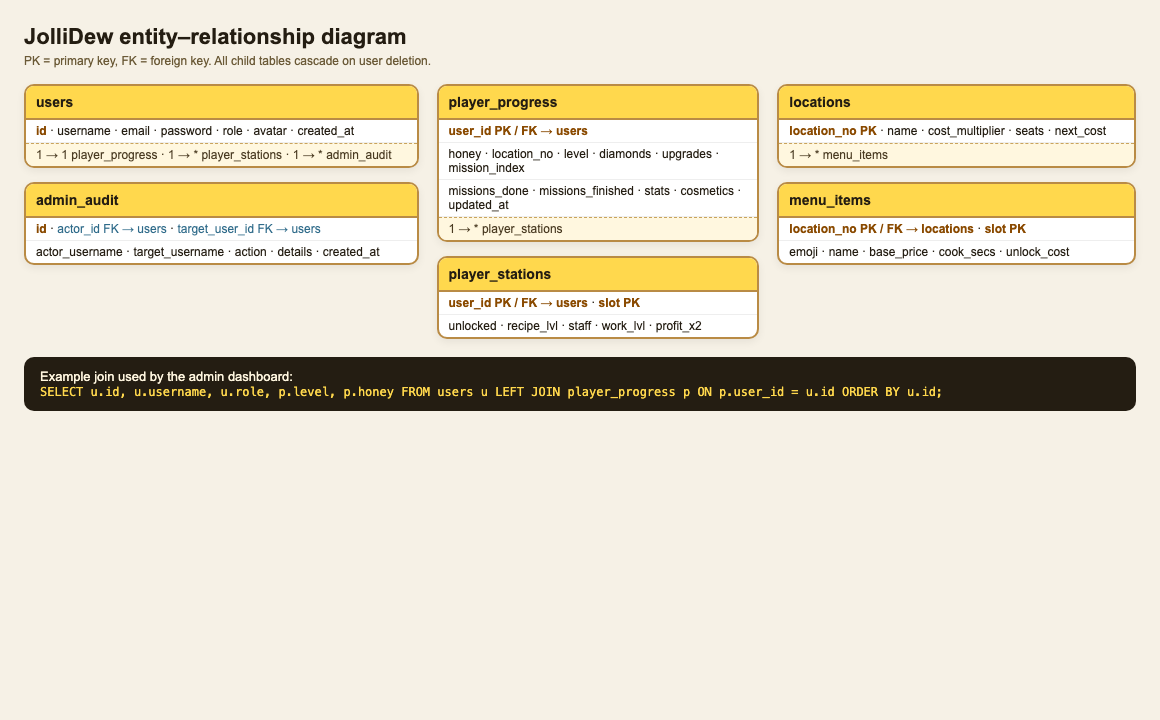 JolliDew entity–relationship diagram
PK = primary key, FK = foreign key. All child tables cascade on user deletion.
users
id · username · email · password · role · avatar · created_at
1 → 1 player_progress · 1 → * player_stations · 1 → * admin_audit
admin_audit
id · actor_id FK → users · target_user_id FK → users
actor_username · target_username · action · details · created_at
player_progress
user_id PK / FK → users
honey · location_no · level · diamonds · upgrades ·
mission_index
missions_done · missions_finished · stats · cosmetics ·
updated_at
1 → * player_stations
player_stations
user_id PK / FK → users · slot PK
unlocked · recipe_lvl · staff · work_lvl · profit_x2
locations
location_no PK · name · cost_multiplier · seats · next_cost
1 → * menu_items
menu_items
location_no PK / FK → locations · slot PK
emoji · name · base_price · cook_secs · unlock_cost
Example join used by the admin dashboard:
SELECT u.id, u.username, u.role, p.level, p.honey FROM users u LEFT JOIN player_progress p ON p.user_id = u.id ORDER BY u.id;